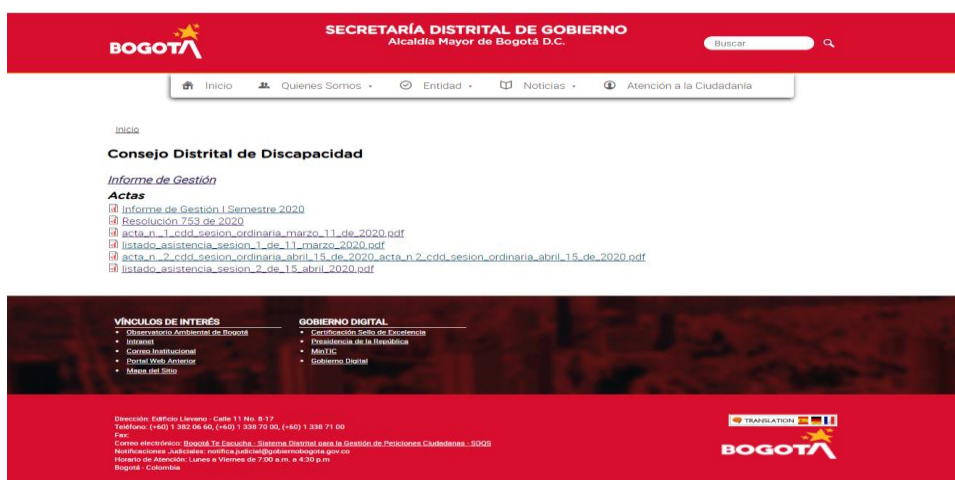 BOGOTÁ
SECRETARÍA DISTRITAL DE GOBIERNO
Alcaldía Mayor de Bogotá D.C.
Buscar
Inicio
Quienes Somos
Entidad
Noticias
Atención a la Ciudadanía
Inicio
Consejo Distrital de Discapacidad
Informe de Gestión
Actas
Informe de Gestión I Semestre 2020
Resolución 753 de 2020
acta_n._1_cdd_sesion_ordinaria_marzo_11_de_2020.pdf
listado_asistencia_sesion_1_de_11_marzo_2020.pdf
acta_n._2_cdd_sesion_ordinaria_abril_15_de_2020_acta_n.2_cdd_sesion_ordinaria_abril_15_de_2020.pdf
listado_asistencia_sesion_2_de_15_abril_2020.pdf
VÍNCULOS DE INTERÉS
Observatorio Ambiental de Bogotá
Intranet
Correo Institucional
Portal Web Anterior
Mapa del Sitio
GOBIERNO DIGITAL
Certificación Sello de Excelencia
Presidencia de la República
MinTIC
Gobierno Digital
Dirección: Edificio Lievano - Calle 11 No. 8-17
Teléfono: (+60) 1 382 06 60, (+60) 1 338 70 00, (+60) 1 338 71 00
Fax:
Correo electrónico: Bogotá Te Escucha - Sistema Distrital para la Gestión de Peticiones Ciudadanas - SDQS
Notificaciones Judiciales: notifica.judicial@gobiernobogota.gov.co
Horario de Atención: Lunes a Viernes de 7:00 a.m. a 4:30 p.m
Bogotá - Colombia
TRANSLATION
BOGOTÁ